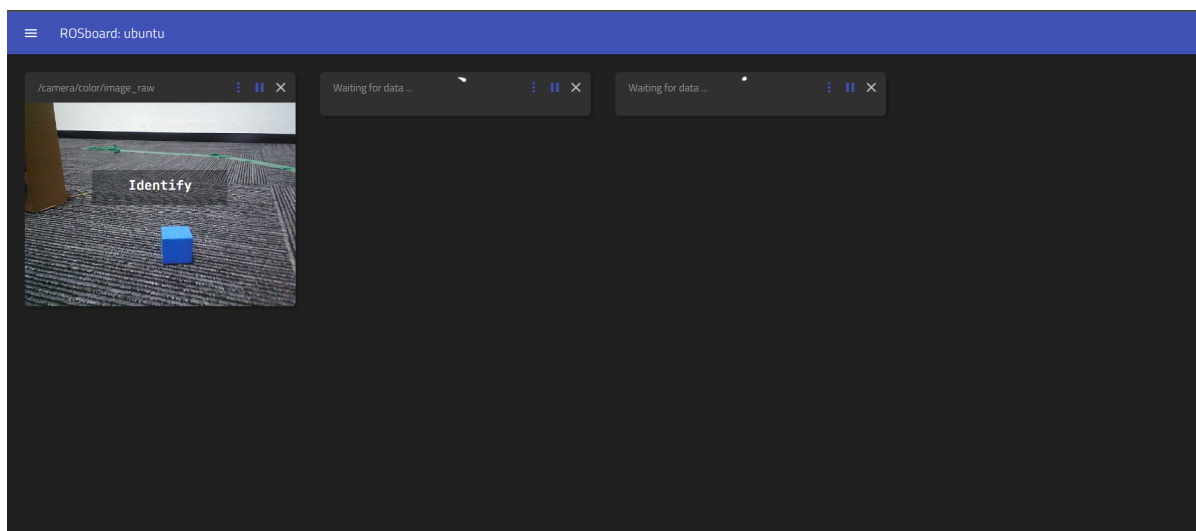 ROSboard: ubuntu
/camera/color/image_raw
Waiting for data ...
Waiting for data ...
Identify